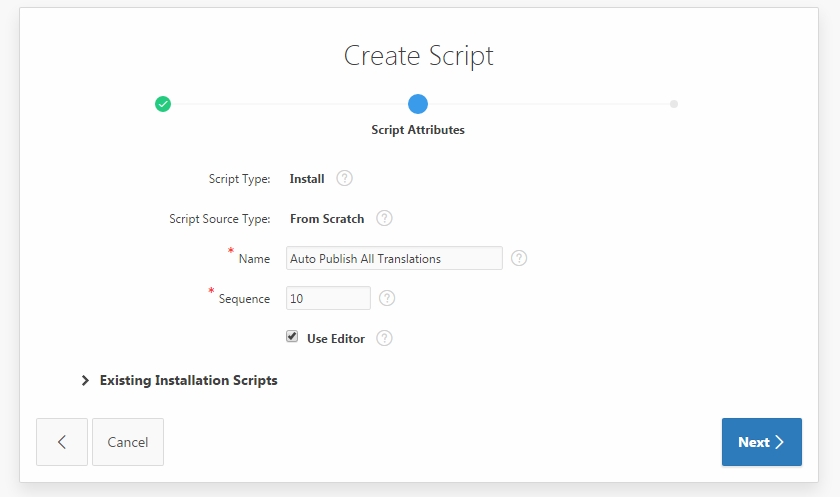 Create Script
Script Attributes
Script Type: Install ?
Script Source Type: From Scratch ?
* Name Auto Publish All Translations ?
* Sequence 10 ?
Use Editor ?
Existing Installation Scripts
Cancel
Next